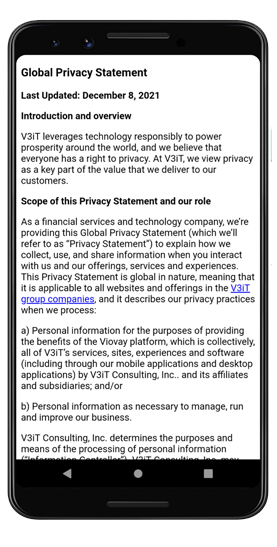 Global Privacy Statement
Last Updated: December 8, 2021
Introduction and overview
V3iT leverages technology responsibly to power
prosperity around the world, and we believe that
everyone has a right to privacy. At V3iT, we view privacy
as a key part of the value that we deliver to our
customers.
Scope of this Privacy Statement and our role
As a financial services and technology company, we're
providing this Global Privacy Statement (which we'll
refer to as “Privacy Statement”) to explain how we
collect, use, and share information when you interact
with us and our offerings, services and experiences.
This Privacy Statement is global in nature, meaning that
it is applicable to all websites and offerings in the V3iT
group companies, and it describes our privacy practices
when we process:
a) Personal information for the purposes of providing
the benefits of the Viovay platform, which is collectively,
all of V3iT's services, sites, experiences and software
(including through our mobile applications and desktop
applications) by V3iT Consulting, Inc.. and its affiliates
and subsidiaries; and/or
b) Personal information as necessary to manage, run
and improve our business.
V3iT Consulting, Inc. determines the purposes and
means of the processing of personal information
(“Information Controller”). V3iT Consulting, Inc. may